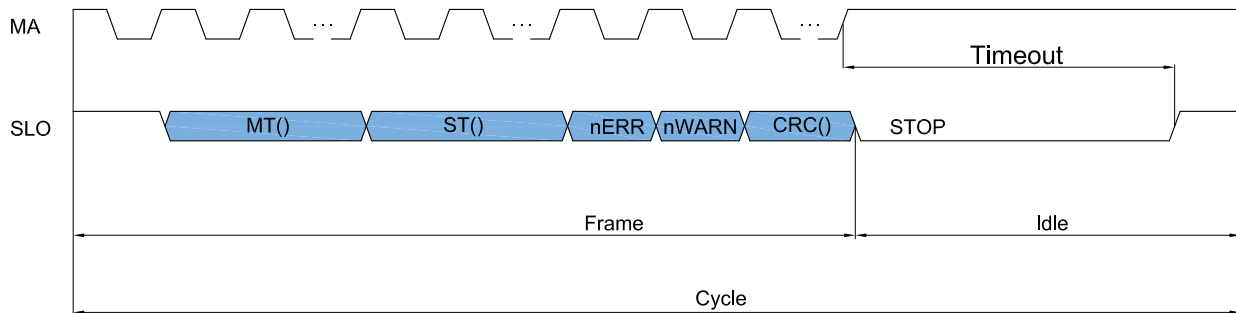 MA ... ... ...
Timeout
SLO MT() ST() nERR nWARN CRC() STOP
Frame Idle
Cycle